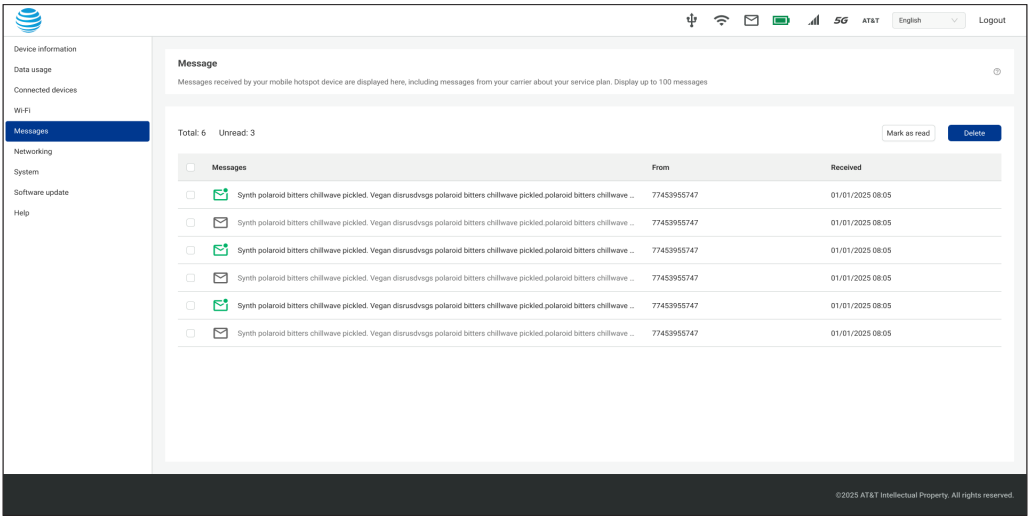 5G AT&T English Logout
Device information
Data usage
Connected devices
Wi-Fi
Messages
Networking
System
Software update
Help
Message
Messages received by your mobile hotspot device are displayed here, including messages from your carrier about your service plan. Display up to 100 messages
Total: 6 Unread: 3 Mark as read Delete
Messages From Received
Synth polaroid bitters chillwave pickled. Vegan disrusdvsgs polaroid bitters chillwave pickled.polaroid bitters chillwave ... 77453955747 01/01/2025 08:05
Synth polaroid bitters chillwave pickled. Vegan disrusdvsgs polaroid bitters chillwave pickled.polaroid bitters chillwave ... 77453955747 01/01/2025 08:05
Synth polaroid bitters chillwave pickled. Vegan disrusdvsgs polaroid bitters chillwave pickled.polaroid bitters chillwave ... 77453955747 01/01/2025 08:05
Synth polaroid bitters chillwave pickled. Vegan disrusdvsgs polaroid bitters chillwave pickled.polaroid bitters chillwave ... 77453955747 01/01/2025 08:05
Synth polaroid bitters chillwave pickled. Vegan disrusdvsgs polaroid bitters chillwave pickled.polaroid bitters chillwave ... 77453955747 01/01/2025 08:05
Synth polaroid bitters chillwave pickled. Vegan disrusdvsgs polaroid bitters chillwave pickled.polaroid bitters chillwave ... 77453955747 01/01/2025 08:05
©2025 AT&T Intellectual Property. All rights reserved.